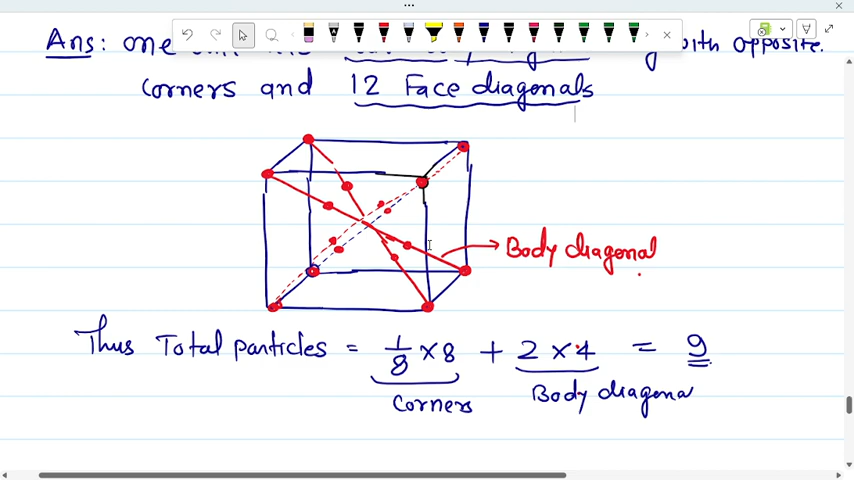 Ans: one with opposite.
corners and 12 Face diagonals
Body diagonal
Thus Total particles = 1/8 × 8 + 2 × 4 = 9
corners Body diagona